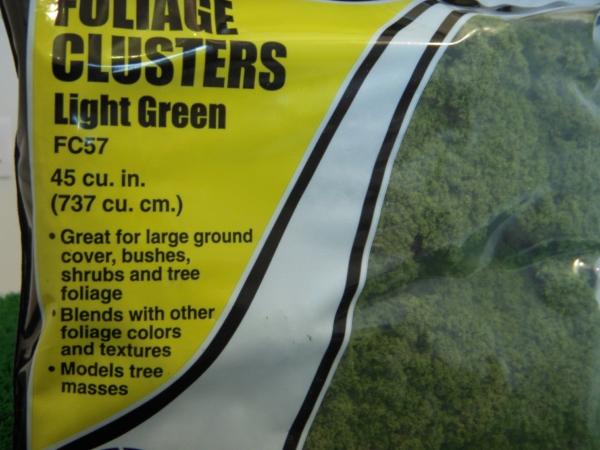 FOLIAGE
CLUSTERS
Light Green
FC57
45 cu. in.
(737 cu. cm.)
• Great for large ground
cover, bushes,
shrubs and tree
foliage
• Blends with other
foliage colors
and textures
• Models tree
masses